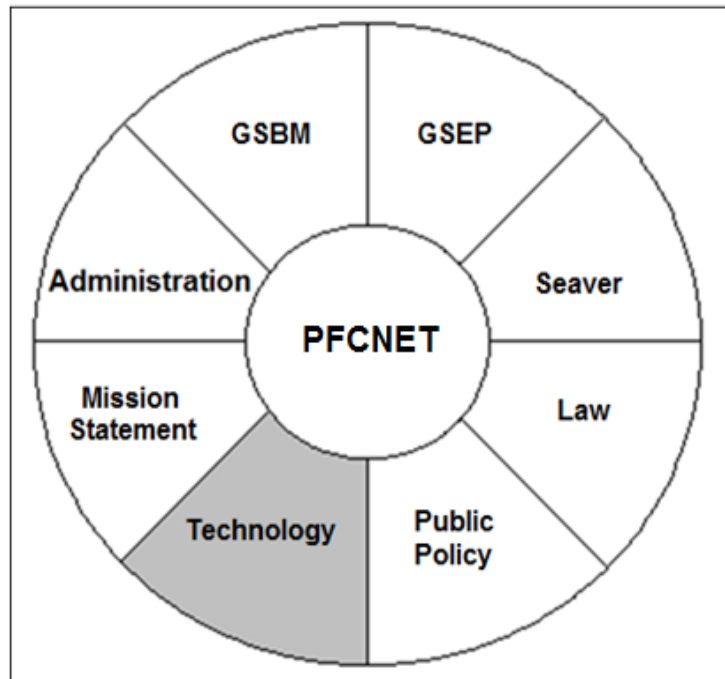 GSBM
GSEP
Administration
Seaver
PFCNET
Mission
Statement
Law
Technology
Public
Policy